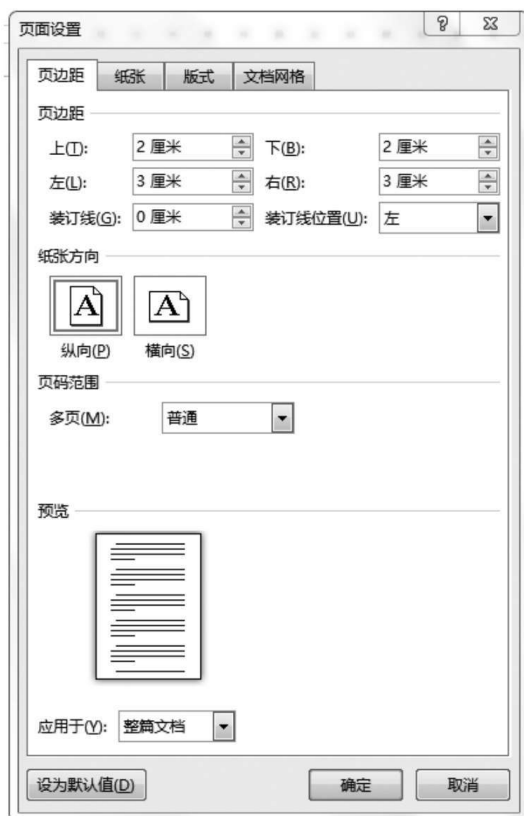 页面设置
页边距 纸张 版式 文档网格
页边距
上(T): 2 厘米 下(B): 2 厘米
左(L): 3 厘米 右(R): 3 厘米
装订线(G): 0 厘米 装订线位置(U): 左
纸张方向
A A
纵向(P) 横向(S)
页码范围
多页(M): 普通
预览
应用于(Y): 整篇文档
设为默认值(D) 确定 取消